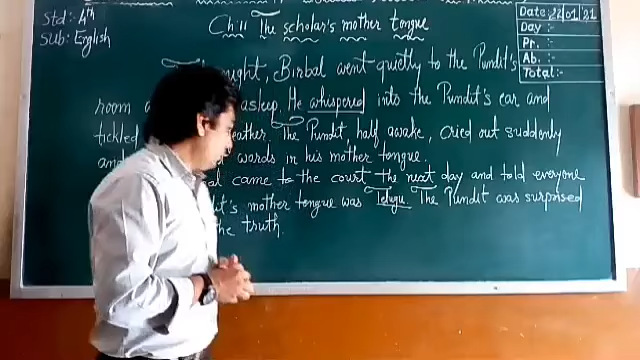 Std:- 4th
Sub: English
Ch:11 The scholar's mother tongue
Date:- 22/01/21
Day :-
Pr. :-
Ab. :-
Total:-
night, Birbal went quietly to the Pundit's
room asleep. He whispered into the Pundit's ear and
tickled feather. The Pundit, half awake, cried out suddenly
words in his mother tongue.
came to the court the next day and told everyone
mother tongue was Telugu. The Pundit was surprised
the truth.